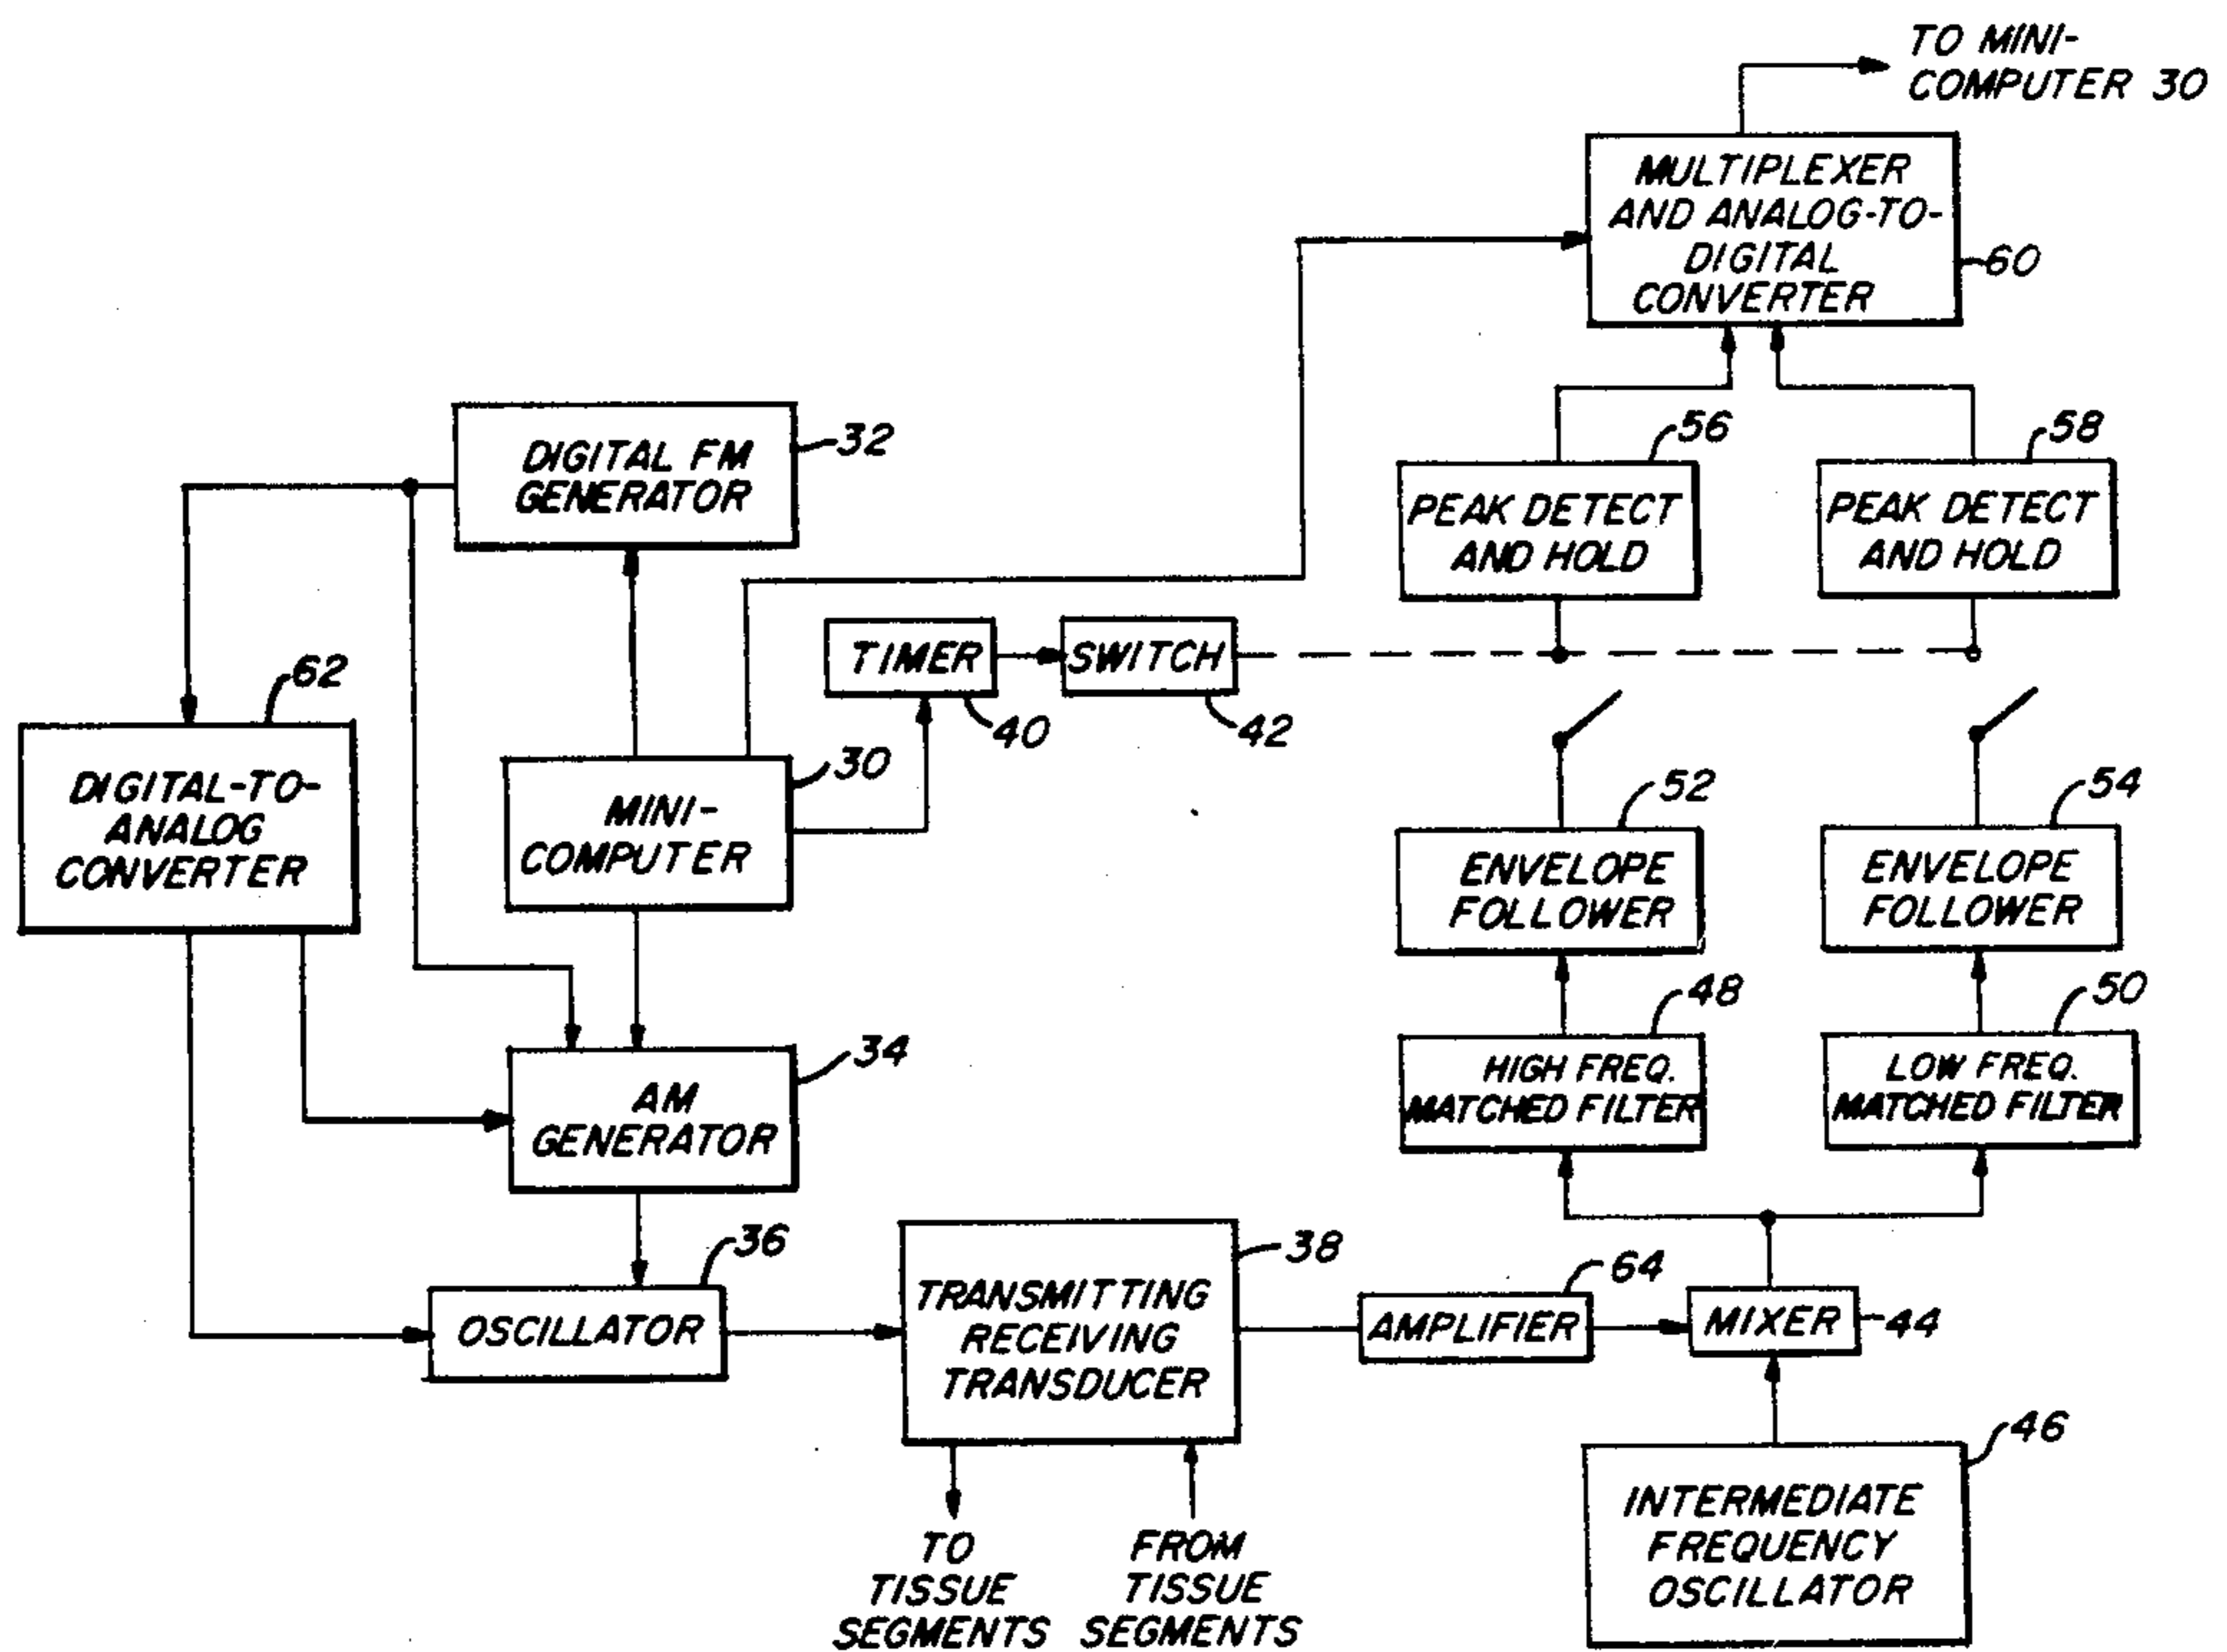 TO MINI-
COMPUTER 30
MULTIPLEXER
AND ANALOG-TO-
DIGITAL
CONVERTER
60
56
58
DIGITAL FM
GENERATOR
32
PEAK DETECT
AND HOLD
PEAK DETECT
AND HOLD
TIMER
SWITCH
62
40
42
30
DIGITAL-TO-
ANALOG
CONVERTER
MINI-
COMPUTER
52
54
ENVELOPE
FOLLOWER
ENVELOPE
FOLLOWER
48
50
34
AM
GENERATOR
HIGH FREQ.
MATCHED FILTER
LOW FREQ.
MATCHED FILTER
36
38
64
OSCILLATOR
TRANSMITTING
RECEIVING
TRANSDUCER
AMPLIFIER
MIXER
44
46
INTERMEDIATE
FREQUENCY
OSCILLATOR
TO
TISSUE
SEGMENTS
FROM
TISSUE
SEGMENTS